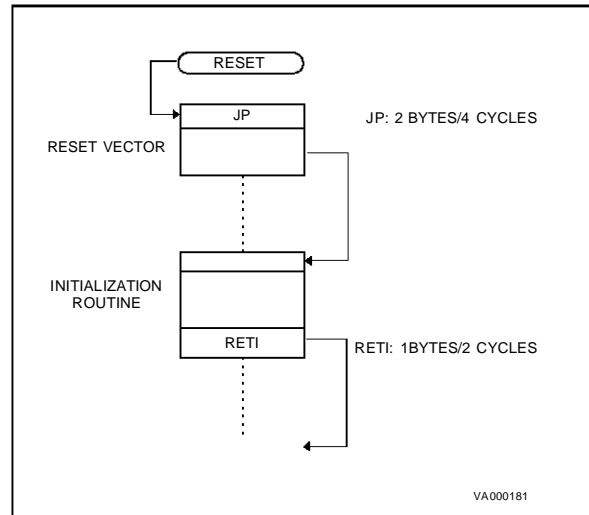 RESET
JP
JP: 2 BYTES/4 CYCLES
RESET VECTOR
INITIALIZATION
ROUTINE
RETI
RETI: 1BYTES/2 CYCLES
VA000181